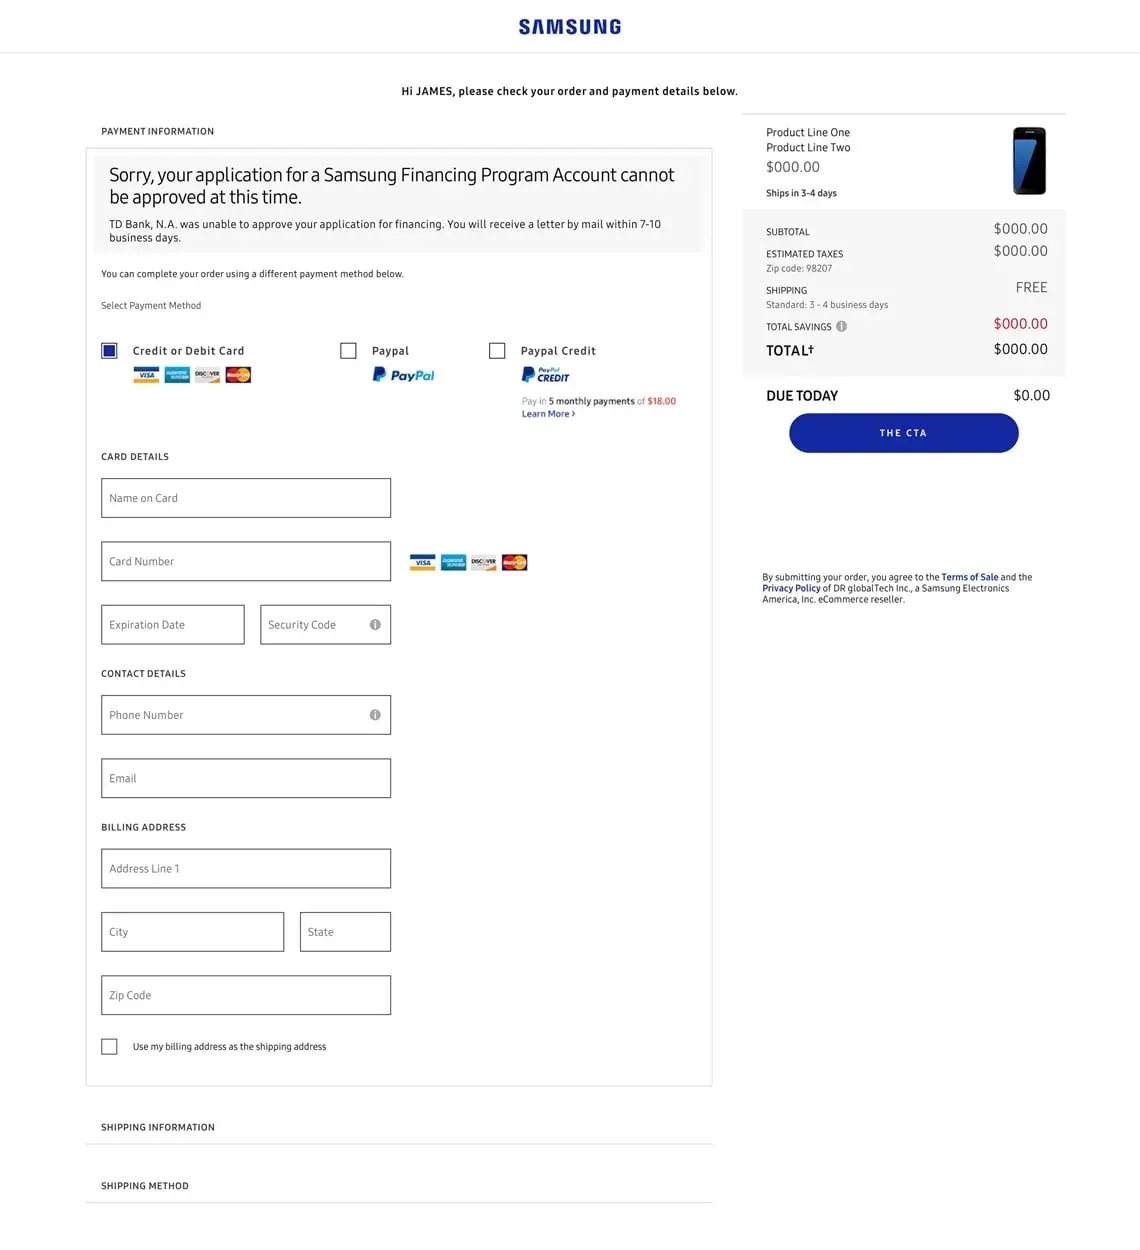 SAMSUNG
Hi JAMES, please check your order and payment details below.
PAYMENT INFORMATION
Sorry, your application for a Samsung Financing Program Account cannot
be approved at this time.
TD Bank, N.A. was unable to approve your application for financing. You will receive a letter by mail within 7-10
business days.
You can complete your order using a different payment method below.
Select Payment Method
Credit or Debit Card
VISA
DISCOVER
MasterCard
Paypal
PayPal
Paypal Credit
PayPal
CREDIT
Pay in 5 monthly payments of $18.00
Learn More >
CARD DETAILS
Name on Card
Card Number
VISA
DISCOVER
MasterCard
Expiration Date
Security Code
CONTACT DETAILS
Phone Number
Email
BILLING ADDRESS
Address Line 1
City
State
Zip Code
Use my billing address as the shipping address
SHIPPING INFORMATION
SHIPPING METHOD
Product Line One
Product Line Two
$000.00
Ships in 3-4 days
SUBTOTAL $000.00
ESTIMATED TAXES $000.00
Zip code: 98207
SHIPPING FREE
Standard: 3 - 4 business days
TOTAL SAVINGS $000.00
TOTAL† $000.00
DUE TODAY $0.00
THE CTA
By submitting your order, you agree to the Terms of Sale and the
Privacy Policy of DR globalTech Inc., a Samsung Electronics
America, Inc. eCommerce reseller.